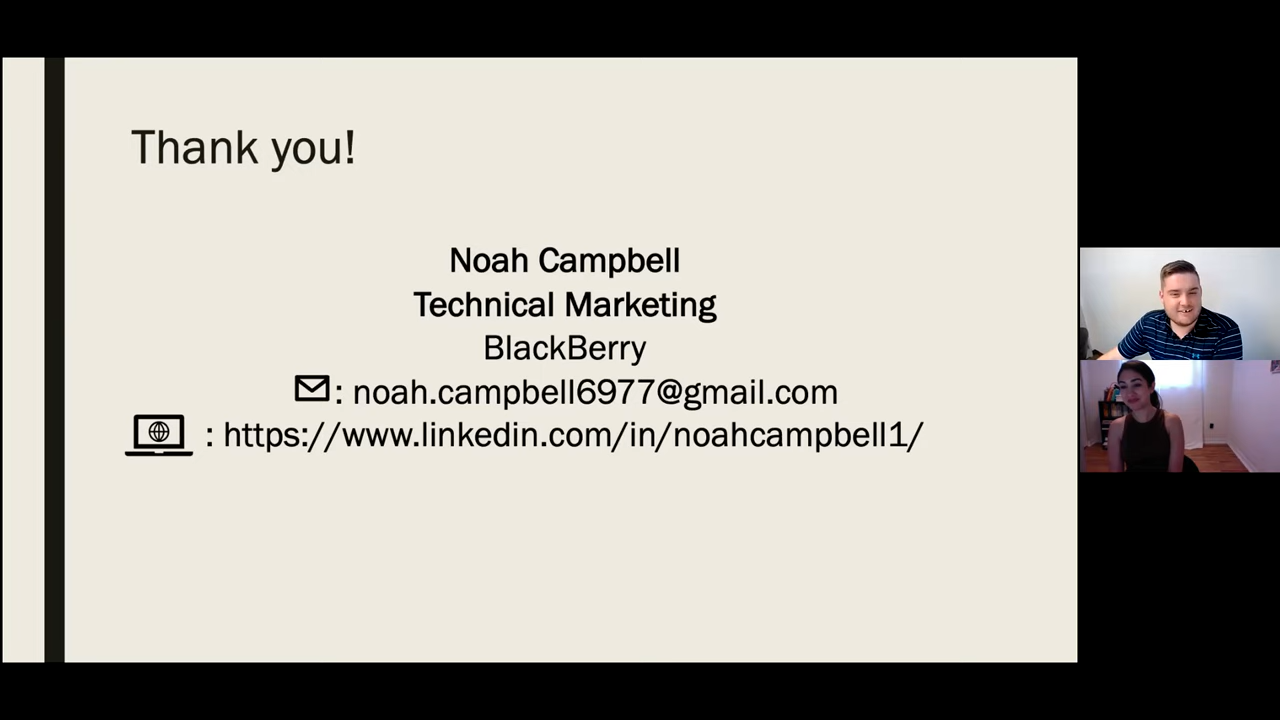 Thank you!
Noah Campbell
Technical Marketing
BlackBerry
: noah.campbell6977@gmail.com
: https://www.linkedin.com/in/noahcampbell1/